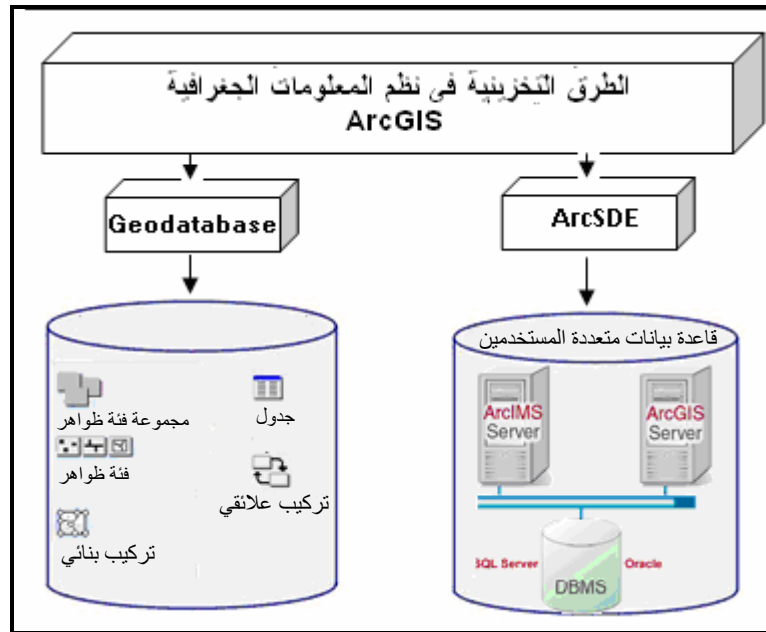 الطرق التخزينية في نظم المعلومات الجغرافية
ArcGIS
Geodatabase
ArcSDE
مجموعة فئة ظواهر
جدول
فئة ظواهر
تركيب علائقي
تركيب بنائي
قاعدة بيانات متعددة المستخدمين
ArcIMS
Server
ArcGIS
Server
SQL Server
Oracle
DBMS